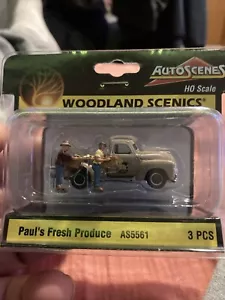 AUTOSCENES
HO Scale
WOODLAND SCENICS®
Paul's Fresh Produce AS5561 3 PCS